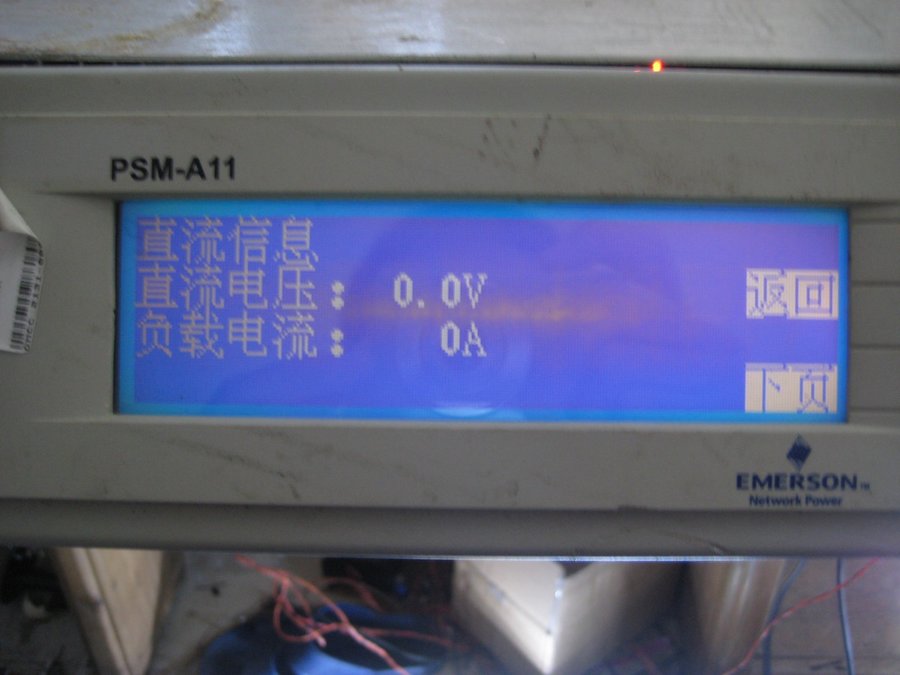 PSM-A11
直流信息
直流电压: 0.0V
返回
负载电流: 0A
下页
EMERSON™
Network Power